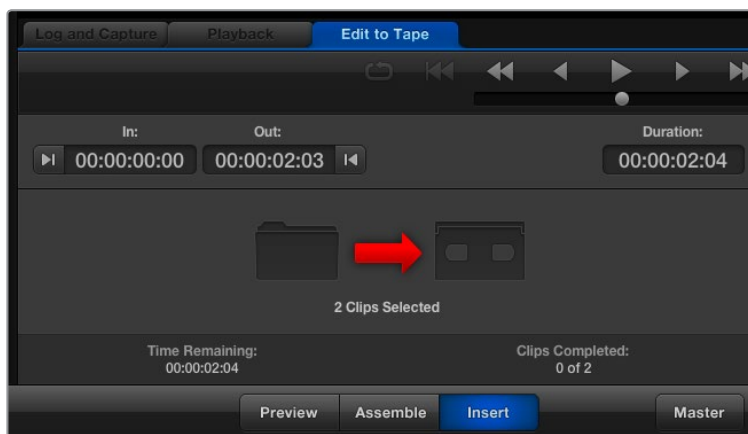 Log and Capture Playback Edit to Tape
In: Out: Duration:
00:00:00:00 00:00:02:03 00:00:02:04
2 Clips Selected
Time Remaining: Clips Completed:
00:00:02:04 0 of 2
Preview Assemble Insert Master